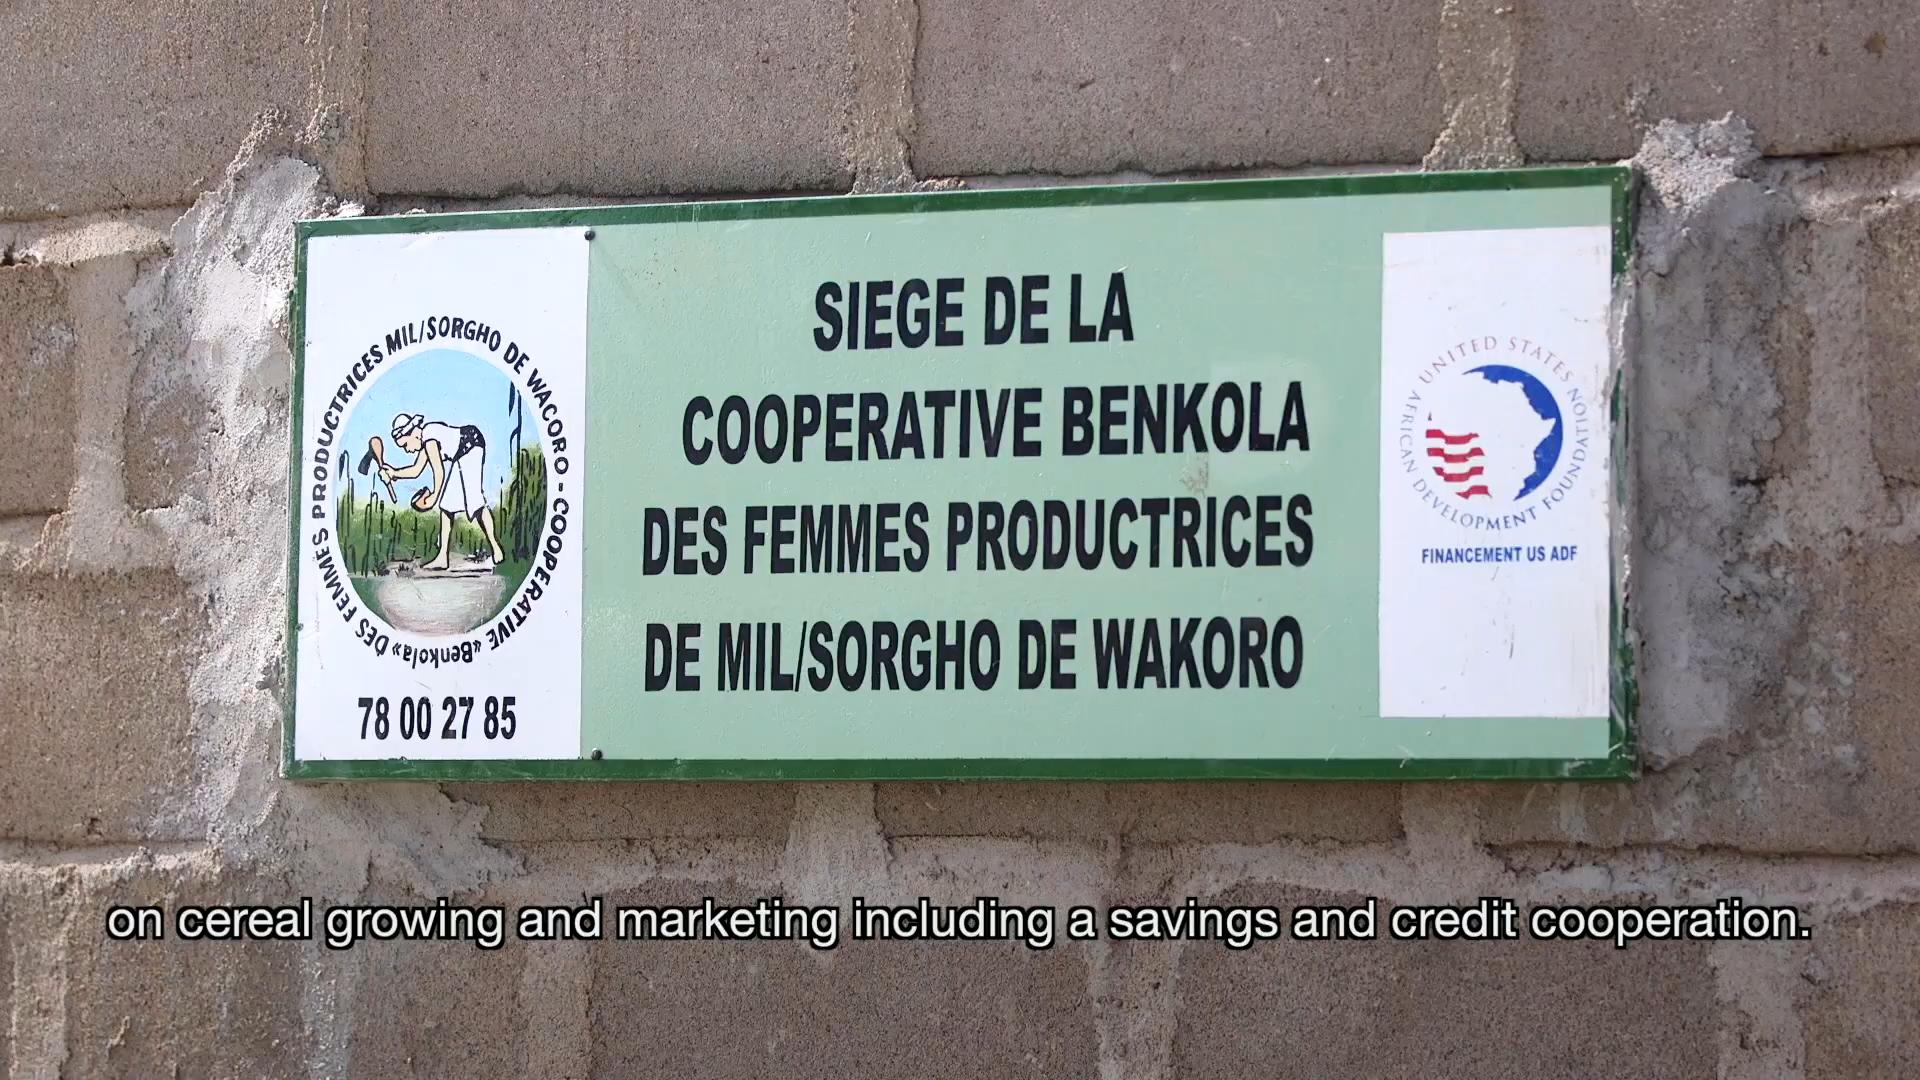 COOPERATIVE «Benkola» DES FEMMES PRODUCTRICES MIL/SORGHO DE WACORO -
78 00 27 85
SIEGE DE LA
COOPERATIVE BENKOLA
DES FEMMES PRODUCTRICES
DE MIL/SORGHO DE WAKORO
UNITED STATES
AFRICAN DEVELOPMENT FOUNDATION
FINANCEMENT US ADF
on cereal growing and marketing including a savings and credit cooperation.